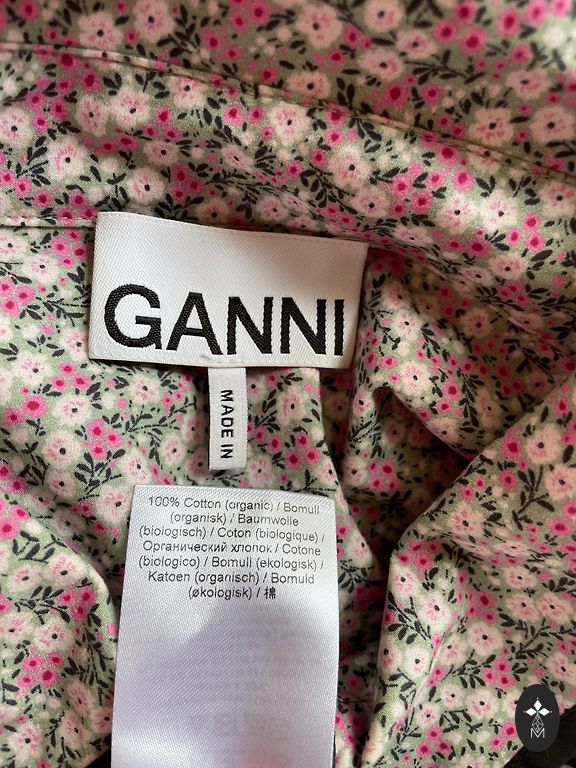 GANNI
MADE IN
100% Cotton (organic) / Bomull
(organisk) / Baumwolle
(biologisch) / Coton (biologique) /
Органический хлопок / Cotone
(biologico) / Bomull (ekologisk) /
Katoen (organisch) / Bomuld
(økologisk) / 棉
M